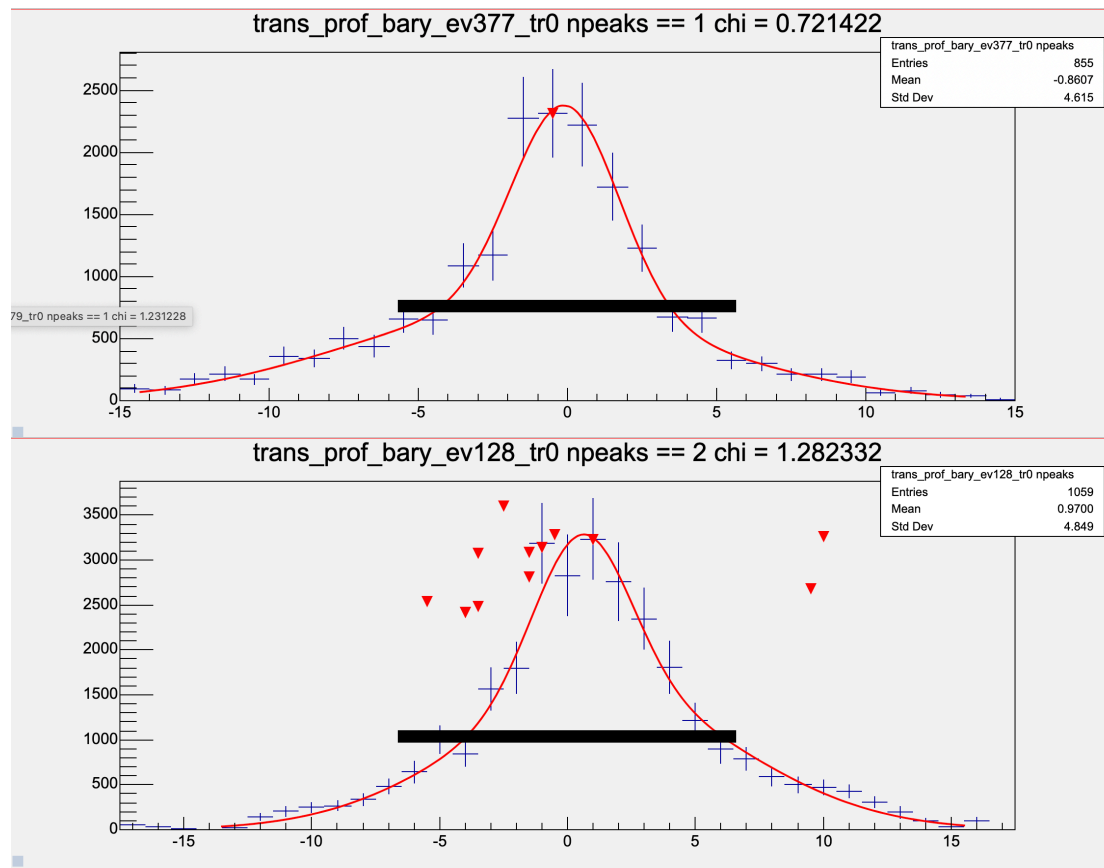 trans_prof_bary_ev377_tr0 npeaks == 1 chi = 0.721422
trans_prof_bary_ev377_tr0 npeaks
Entries 855
Mean -0.8607
Std Dev 4.615
2500
2000
1500
1000
79_tr0 npeaks == 1 chi = 1.231228
500
0
-15 -10 -5 0 5 10 15
trans_prof_bary_ev128_tr0 npeaks == 2 chi = 1.282332
trans_prof_bary_ev128_tr0 npeaks
Entries 1059
Mean 0.9700
Std Dev 4.849
3500
3000
2500
2000
1500
1000
500
0
-15 -10 -5 0 5 10 15